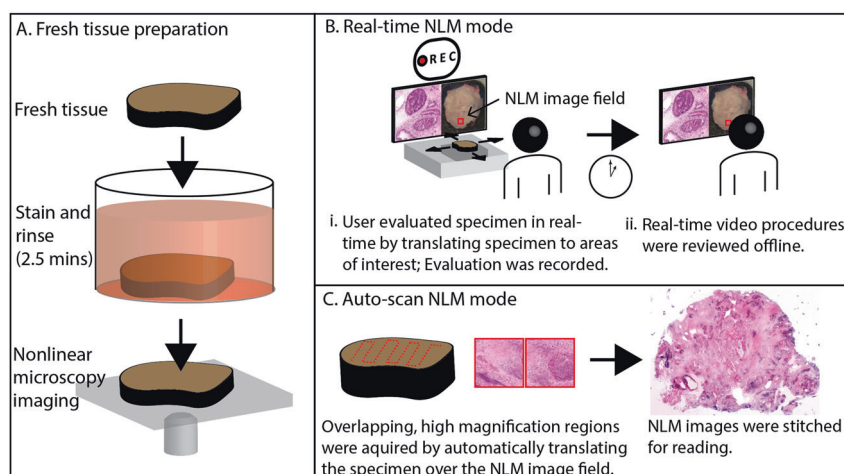 A. Fresh tissue preparation
Fresh tissue
Stain and
rinse
(2.5 mins)
Nonlinear
microscopy
imaging
B. Real-time NLM mode
REC
NLM image field
i. User evaluated specimen in real-
time by translating specimen to areas
of interest; Evaluation was recorded.
ii. Real-time video procedures
were reviewed offline.
C. Auto-scan NLM mode
Overlapping, high magnification regions
were aquired by automatically translating
the specimen over the NLM image field.
NLM images were stitched
for reading.